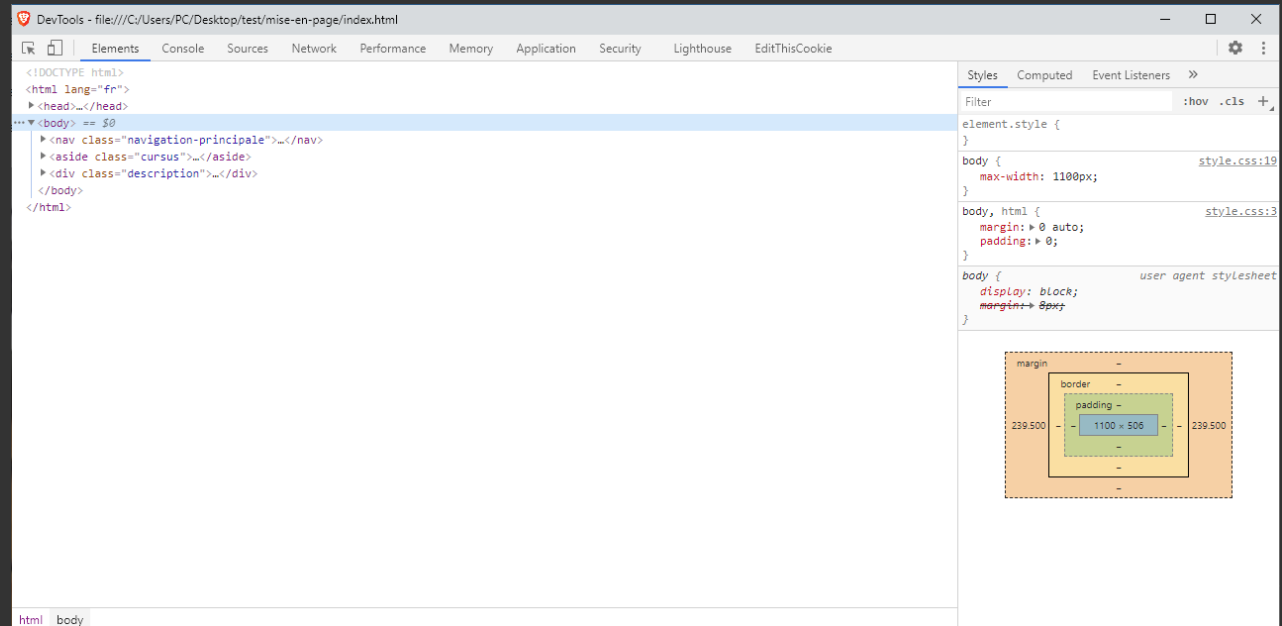 DevTools - file:///C:/Users/PC/Desktop/test/mise-en-page/index.html
Elements Console Sources Network Performance Memory Application Security Lighthouse EditThisCookie
<!DOCTYPE html>
<html lang="fr">
<head>…</head>
<body> == $0
<nav class="navigation-principale">…</nav>
<aside class="cursus">…</aside>
<div class="description">…</div>
</body>
</html>
html body
Styles Computed Event Listeners »
Filter :hov .cls +
element.style {
}
body { style.css:19
max-width: 1100px;
}
body, html { style.css:3
margin: 0 auto;
padding: 0;
}
body { user agent stylesheet
display: block;
margin: 8px;
}
margin –
border –
padding –
239.500 – – 1100 × 506 – – 239.500
–
–
–